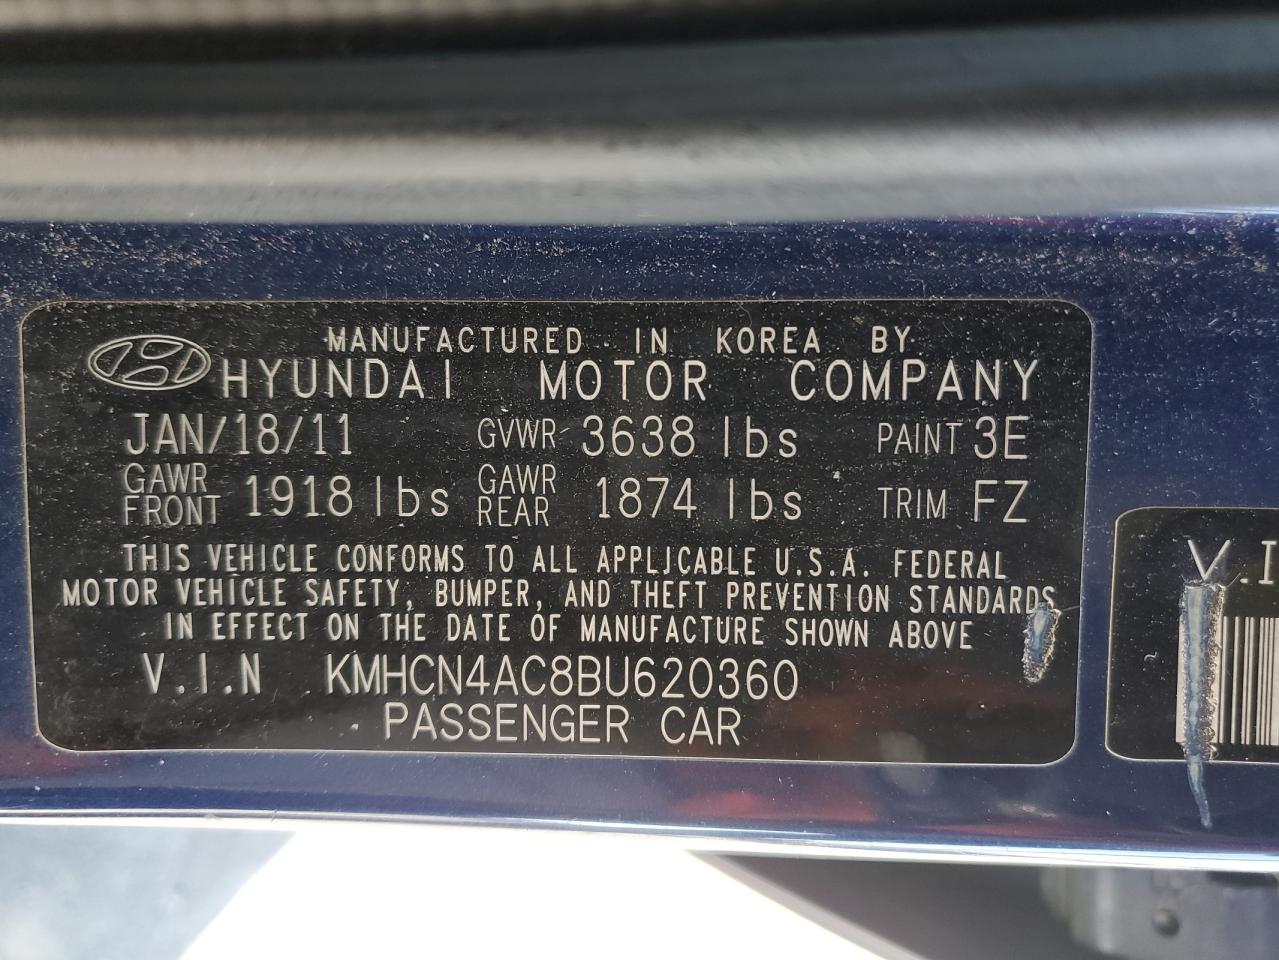 MANUFACTURED IN KOREA BY
HYUNDAI MOTOR COMPANY
JAN/18/11 GVWR 3638 lbs PAINT 3E
GAWR FRONT 1918 lbs GAWR REAR 1874 lbs TRIM FZ
THIS VEHICLE CONFORMS TO ALL APPLICABLE U.S.A. FEDERAL
MOTOR VEHICLE SAFETY, BUMPER, AND THEFT PREVENTION STANDARDS
IN EFFECT ON THE DATE OF MANUFACTURE SHOWN ABOVE
V.I.N KMHCN4AC8BU620360
PASSENGER CAR
V.I